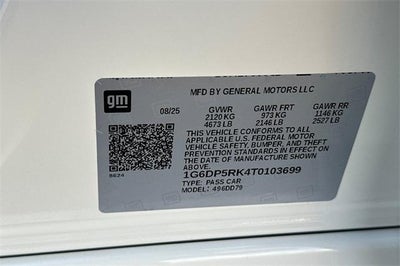 gm
MFD BY GENERAL MOTORS LLC
08/25 GVWR GAWR FRT GAWR RR
2120 KG 973 KG 1146 KG
4673 LB 2146 LB 2527 LB
THIS VEHICLE CONFORMS TO ALL
APPLICABLE U.S. FEDERAL MOTOR
VEHICLE SAFETY, BUMPER, AND THEFT
PREVENTION STANDARDS IN EFFECT ON
THE DATE OF MANUFACTURE SHOWN
ABOVE.
8624
1G6DP5RK4T0103699
TYPE: PASS CAR
MODEL: 496DD79